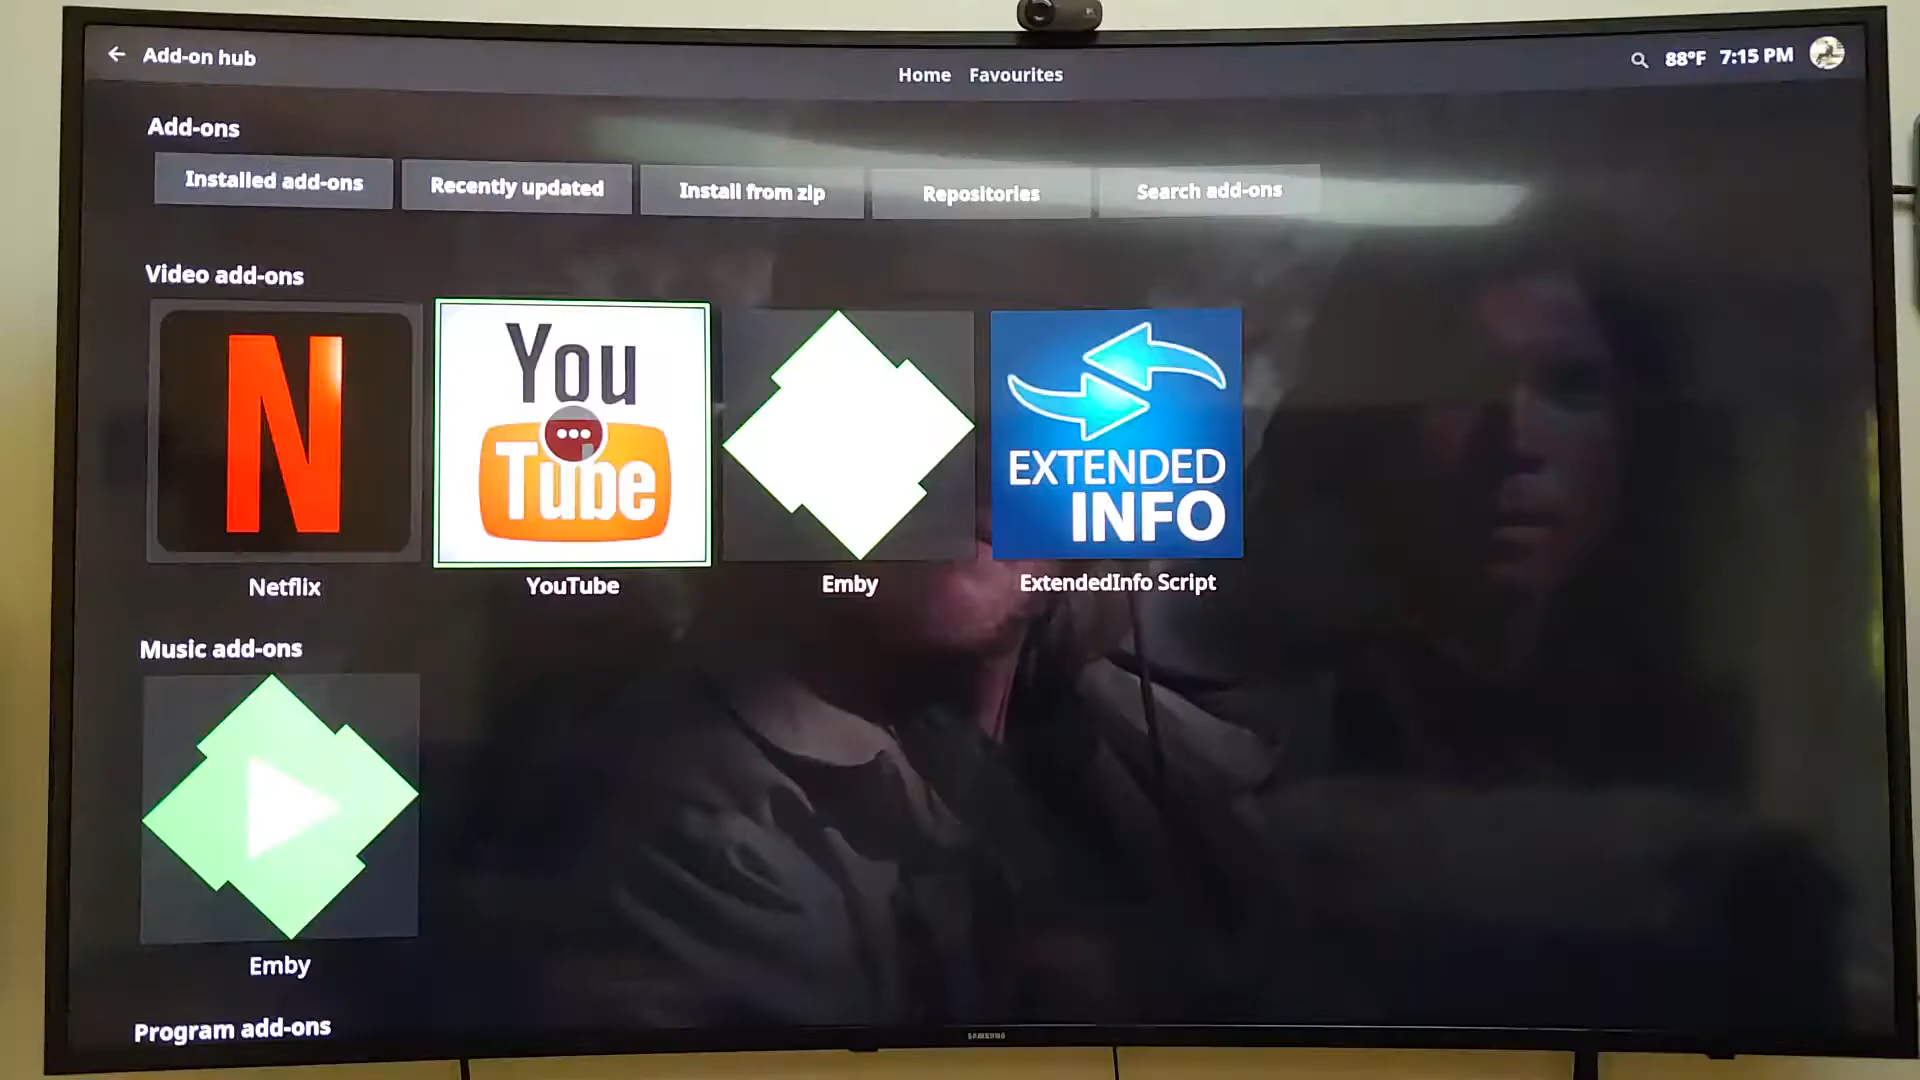 Add-on hub
Home Favourites
88°F 7:15 PM
Add-ons
Installed add-ons Recently updated Install from zip Repositories Search add-ons
Video add-ons
N
You
Tube
EXTENDED
INFO
Netflix YouTube Emby ExtendedInfo Script
Music add-ons
Emby
Program add-ons
SAMSUNG